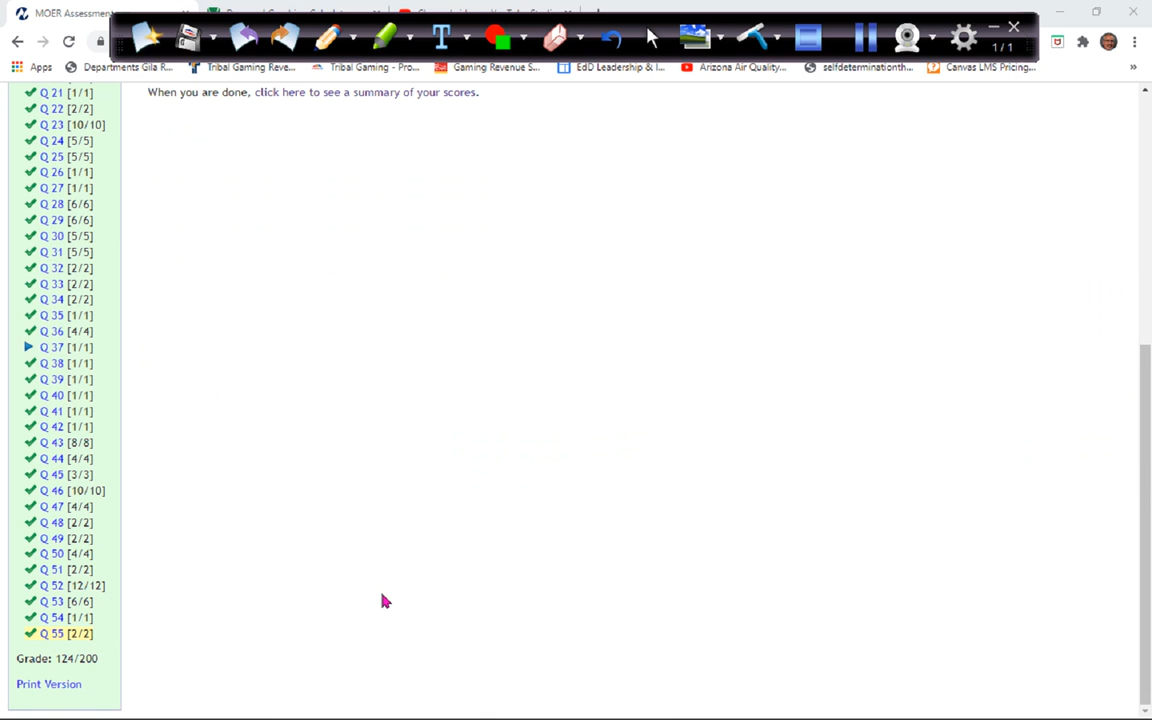 MOER Assessment
1/1
Apps
Departments Gila R...
Tribal Gaming Reve...
Tribal Gaming - Pro...
Gaming Revenue S...
EdD Leadership & I...
Arizona Air Quality...
selfdeterminationth...
Canvas LMS Pricing...
»
When you are done, click here to see a summary of your scores.
Q 21 [1/1]
Q 22 [2/2]
Q 23 [10/10]
Q 24 [5/5]
Q 25 [5/5]
Q 26 [1/1]
Q 27 [1/1]
Q 28 [6/6]
Q 29 [6/6]
Q 30 [5/5]
Q 31 [5/5]
Q 32 [2/2]
Q 33 [2/2]
Q 34 [2/2]
Q 35 [1/1]
Q 36 [4/4]
Q 37 [1/1]
Q 38 [1/1]
Q 39 [1/1]
Q 40 [1/1]
Q 41 [1/1]
Q 42 [1/1]
Q 43 [8/8]
Q 44 [4/4]
Q 45 [3/3]
Q 46 [10/10]
Q 47 [4/4]
Q 48 [2/2]
Q 49 [2/2]
Q 50 [4/4]
Q 51 [2/2]
Q 52 [12/12]
Q 53 [6/6]
Q 54 [1/1]
Q 55 [2/2]
Grade: 124/200
Print Version